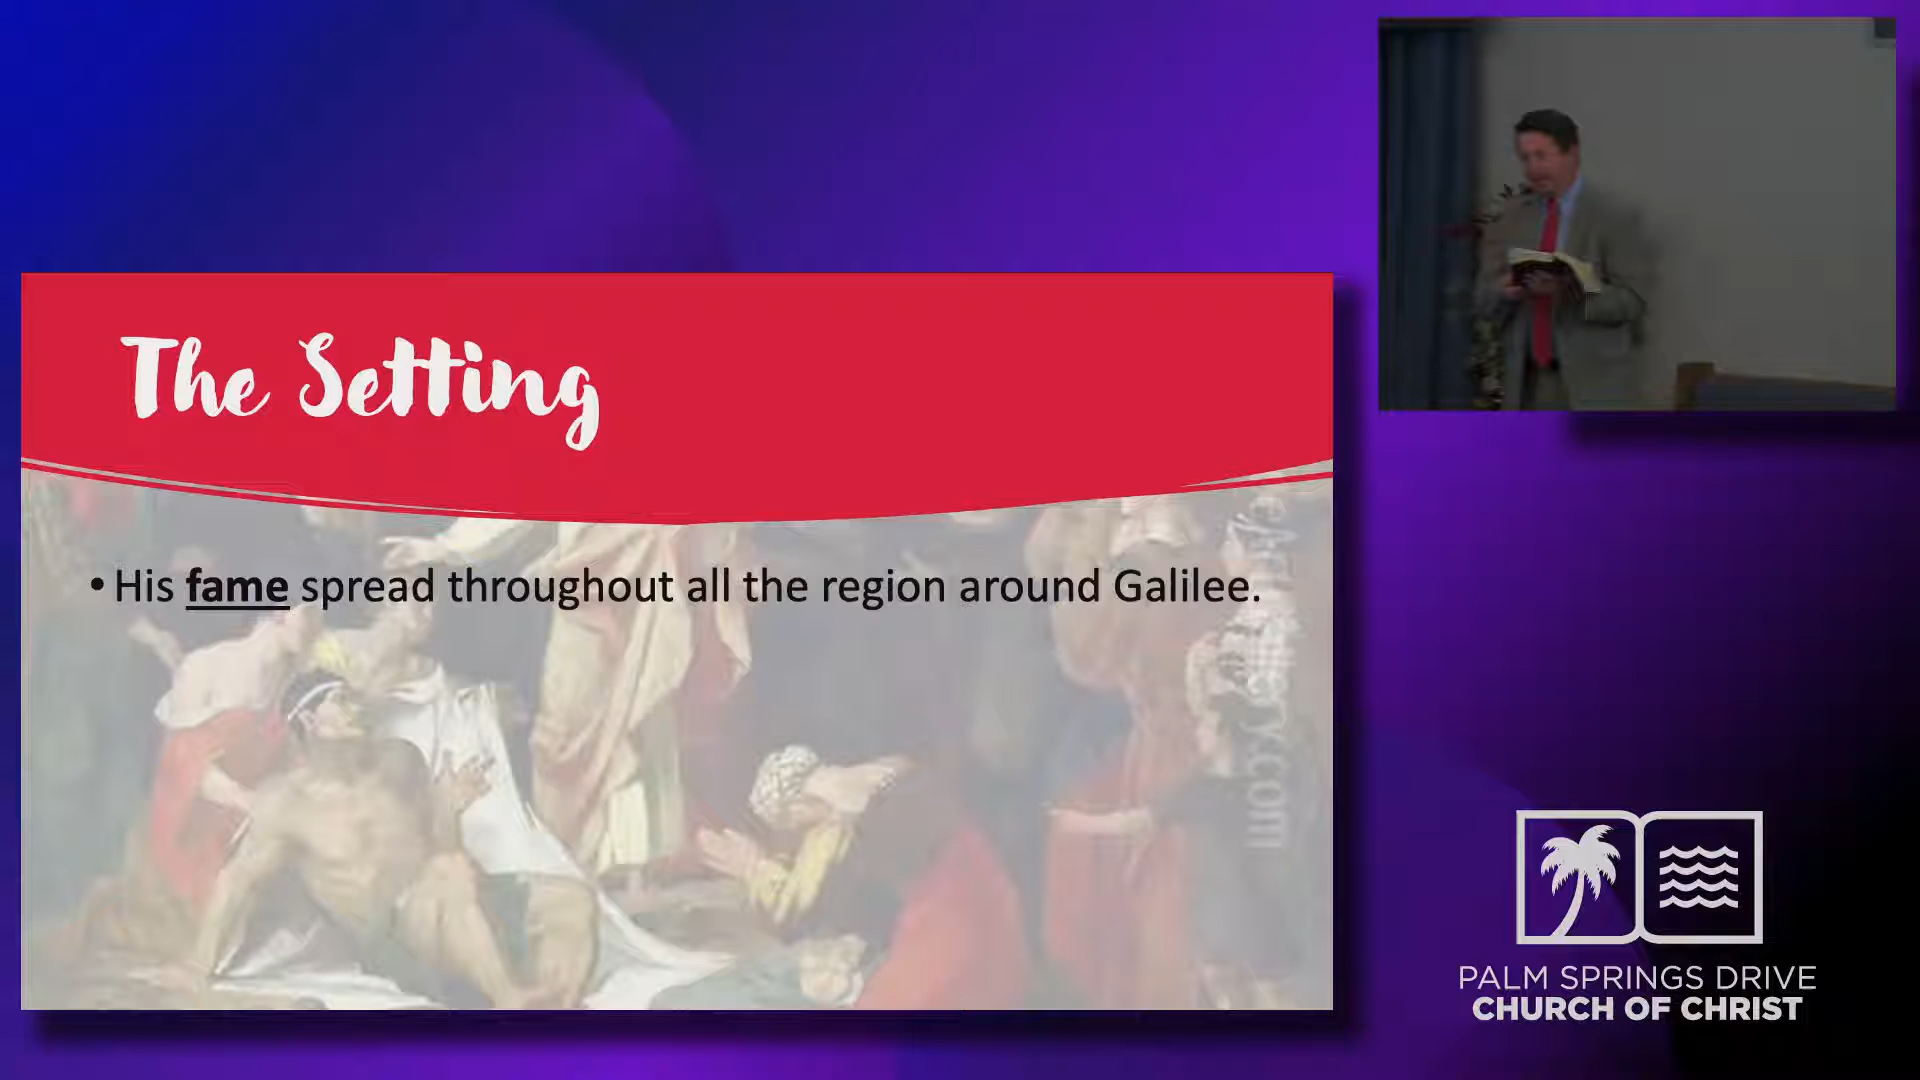 The Setting
• His fame spread throughout all the region around Galilee.
PALM SPRINGS DRIVE
CHURCH OF CHRIST